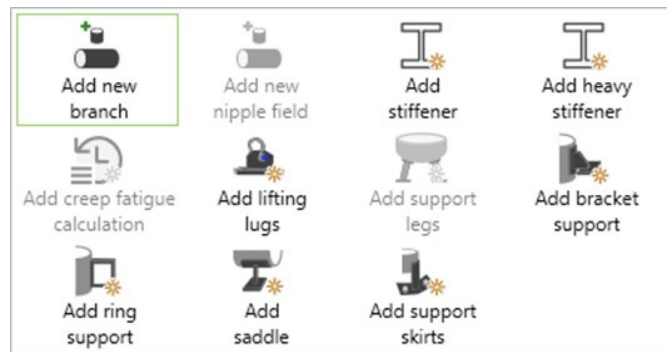 Add new
branch
Add new
nipple field
Add
stiffener
Add heavy
stiffener
Add creep fatigue
calculation
Add lifting
lugs
Add support
legs
Add bracket
support
Add ring
support
Add
saddle
Add support
skirts